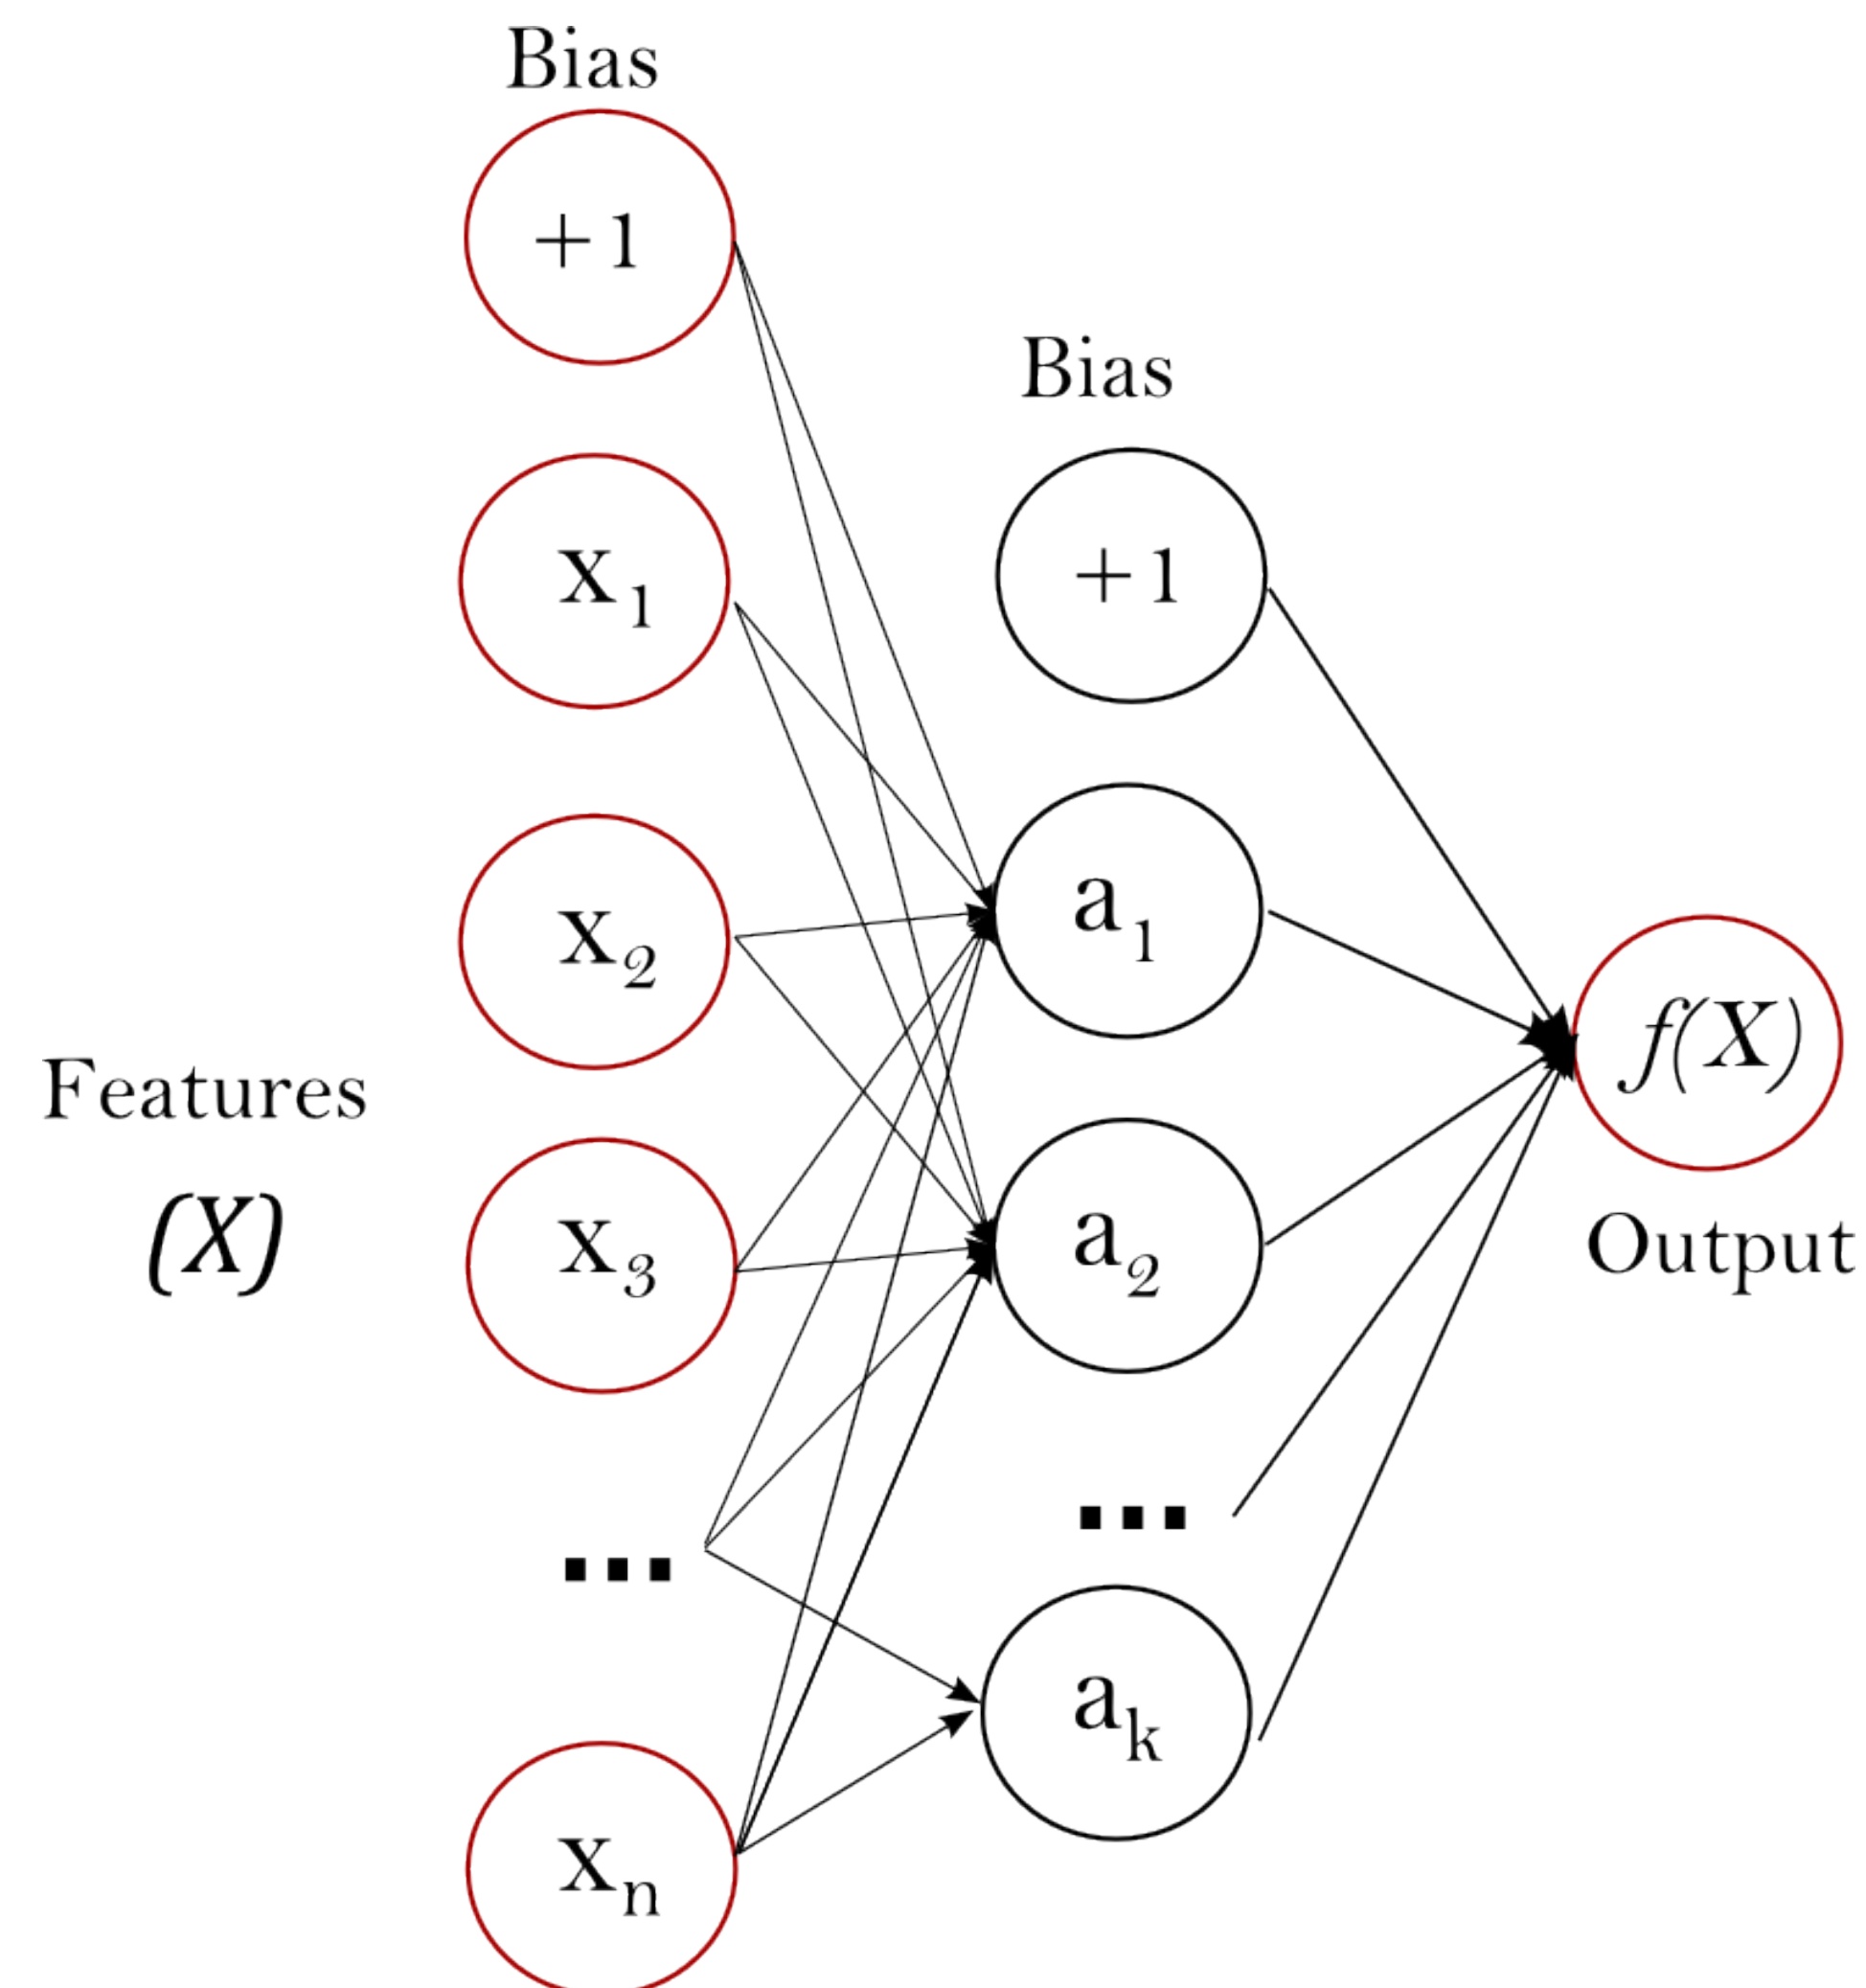 Bias
+1
x1
x2
Features
(X)
x3
...
xn
Bias
+1
a1
a2
...
ak
f(X)
Output